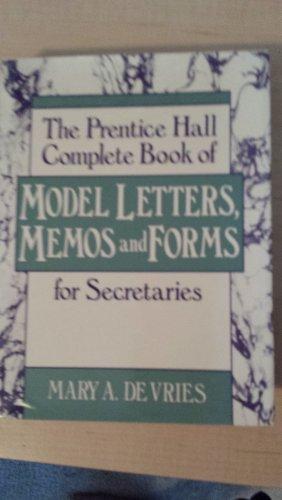 The Prentice Hall
Complete Book of
MODEL LETTERS,
MEMOS and FORMS
for Secretaries
MARY A. DE VRIES